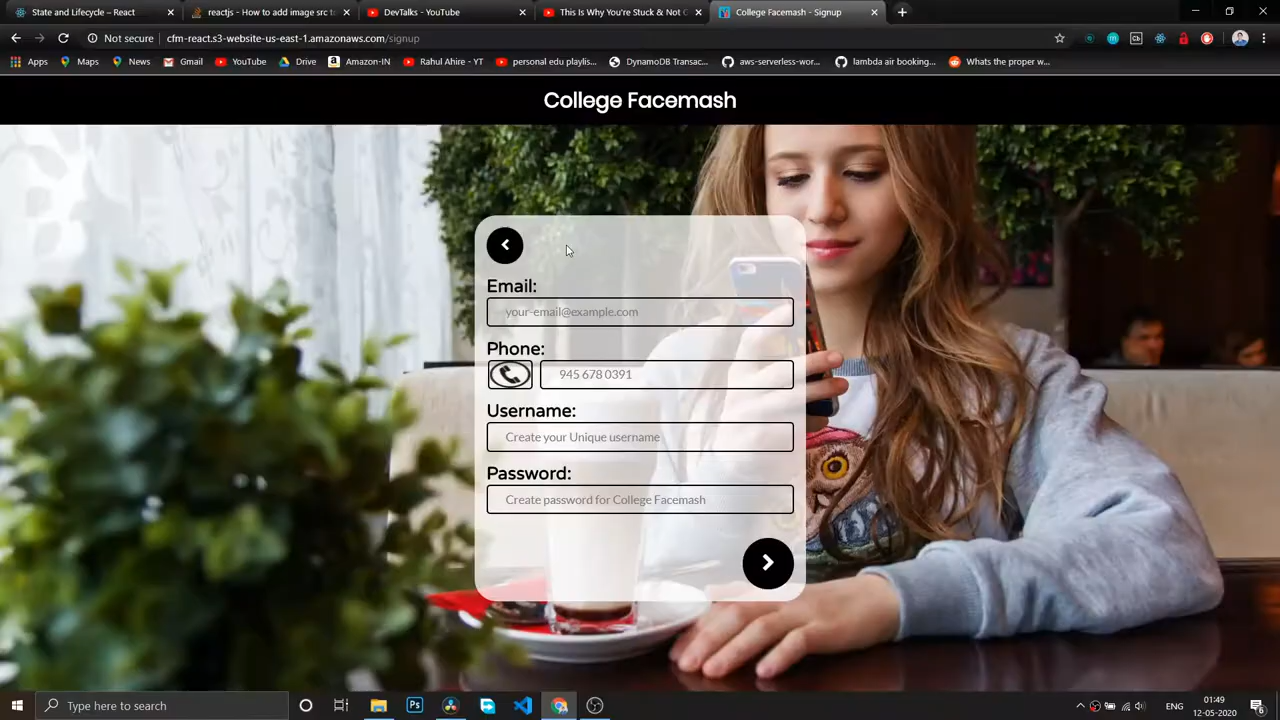 State and Lifecycle – React
reactjs - How to add image src to
DevTalks - YouTube
This Is Why You're Stuck & Not G
College Facemash - Signup
Not secure
cfm-react.s3-website-us-east-1.amazonaws.com/signup
Apps
Maps
News
Gmail
YouTube
Drive
Amazon-IN
Rahul Ahire - YT
personal edu playlis...
DynamoDB Transac...
aws-serverless-wor...
lambda air booking...
Whats the proper w...
College Facemash
Email:
your-email@example.com
Phone:
945 678 0391
Username:
Create your Unique username
Password:
Create password for College Facemash
Type here to search
Ps
ENG
01:49
12-05-2020
6